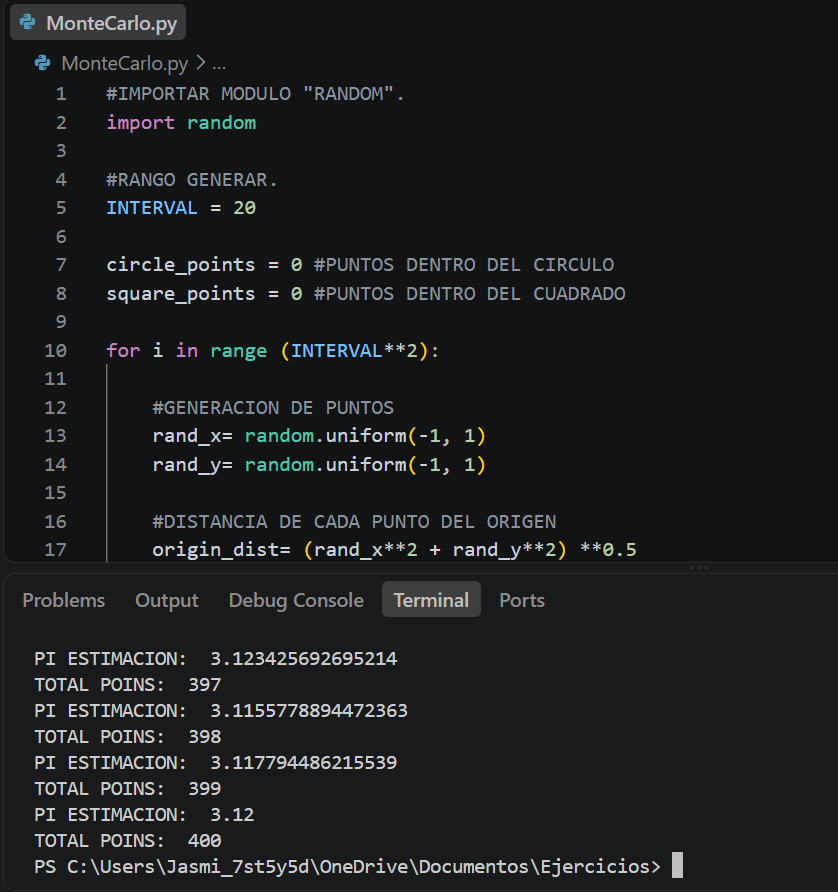 MonteCarlo.py
MonteCarlo.py > ...
1 #IMPORTAR MODULO "RANDOM".
2 import random
3
4 #RANGO GENERAR.
5 INTERVAL = 20
6
7 circle_points = 0 #PUNTOS DENTRO DEL CIRCULO
8 square_points = 0 #PUNTOS DENTRO DEL CUADRADO
9
10 for i in range (INTERVAL**2):
11
12 #GENERACION DE PUNTOS
13 rand_x= random.uniform(-1, 1)
14 rand_y= random.uniform(-1, 1)
15
16 #DISTANCIA DE CADA PUNTO DEL ORIGEN
17 origin_dist= (rand_x**2 + rand_y**2) **0.5
Problems Output Debug Console Terminal Ports
PI ESTIMACION:  3.123425692695214
TOTAL POINS:  397
PI ESTIMACION:  3.1155778894472363
TOTAL POINS:  398
PI ESTIMACION:  3.117794486215539
TOTAL POINS:  399
PI ESTIMACION:  3.12
TOTAL POINS:  400
PS C:\Users\Jasmi_7st5y5d\OneDrive\Documentos\Ejercicios>